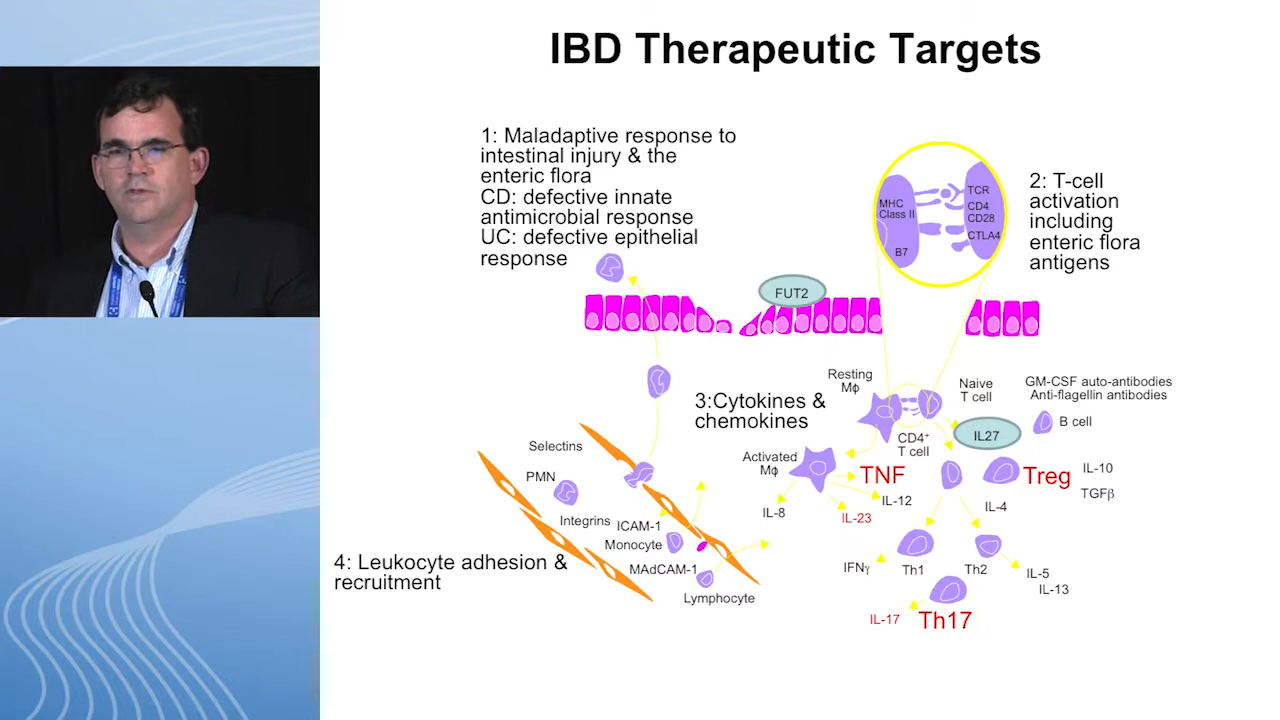 IBD Therapeutic Targets
1: Maladaptive response to
intestinal injury & the
enteric flora
CD: defective innate
antimicrobial response
UC: defective epithelial
response
MHC
Class II
B7
TCR
CD4
CD28
CTLA4
2: T-cell
activation
including
enteric flora
antigens
FUT2
3:Cytokines &
chemokines
Resting
Mϕ
Naive
T cell
GM-CSF auto-antibodies
Anti-flagellin antibodies
B cell
IL27
CD4+
T cell
Activated
Mϕ
TNF
Treg
IL-10
TGFβ
IL-12
IL-8
IL-23
IL-4
IFNγ
Th1
Th2
IL-5
IL-13
IL-17
Th17
Selectins
PMN
Integrins
ICAM-1
Monocyte
MAdCAM-1
Lymphocyte
4: Leukocyte adhesion &
recruitment